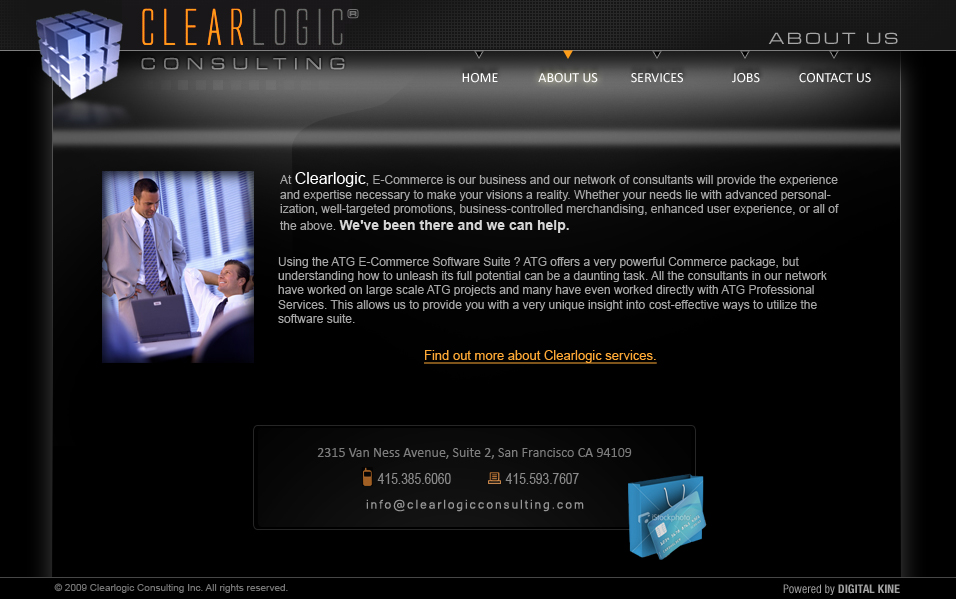 CLEARLOGIC®
CONSULTING
ABOUT US
HOME ABOUT US SERVICES JOBS CONTACT US
At Clearlogic, E-Commerce is our business and our network of consultants will provide the experience
and expertise necessary to make your visions a reality. Whether your needs lie with advanced personal-
ization, well-targeted promotions, business-controlled merchandising, enhanced user experience, or all of
the above. We've been there and we can help.
Using the ATG E-Commerce Software Suite ? ATG offers a very powerful Commerce package, but
understanding how to unleash its full potential can be a daunting task. All the consultants in our network
have worked on large scale ATG projects and many have even worked directly with ATG Professional
Services. This allows us to provide you with a very unique insight into cost-effective ways to utilize the
software suite.
Find out more about Clearlogic services.
2315 Van Ness Avenue, Suite 2, San Francisco CA 94109
415.385.6060 415.593.7607
info@clearlogicconsulting.com
iStockphoto
© 2009 Clearlogic Consulting Inc. All rights reserved.
Powered by DIGITAL KINE